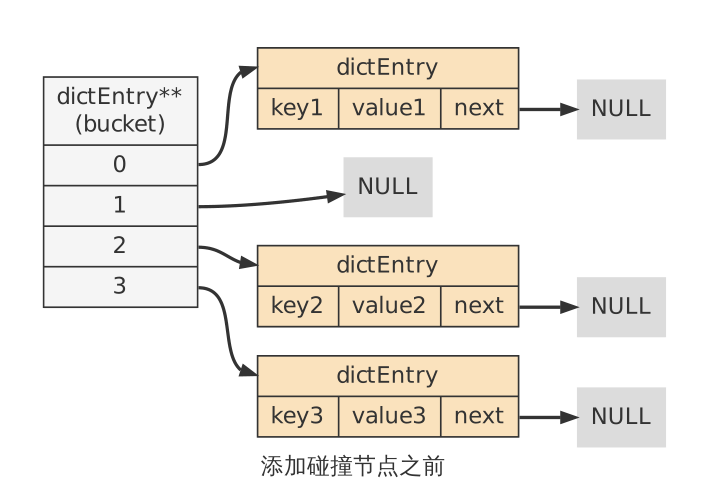 dictEntry**
(bucket)
0
1
2
3
dictEntry
key1 value1 next
NULL
NULL
dictEntry
key2 value2 next
NULL
dictEntry
key3 value3 next
NULL
添加碰撞节点之前